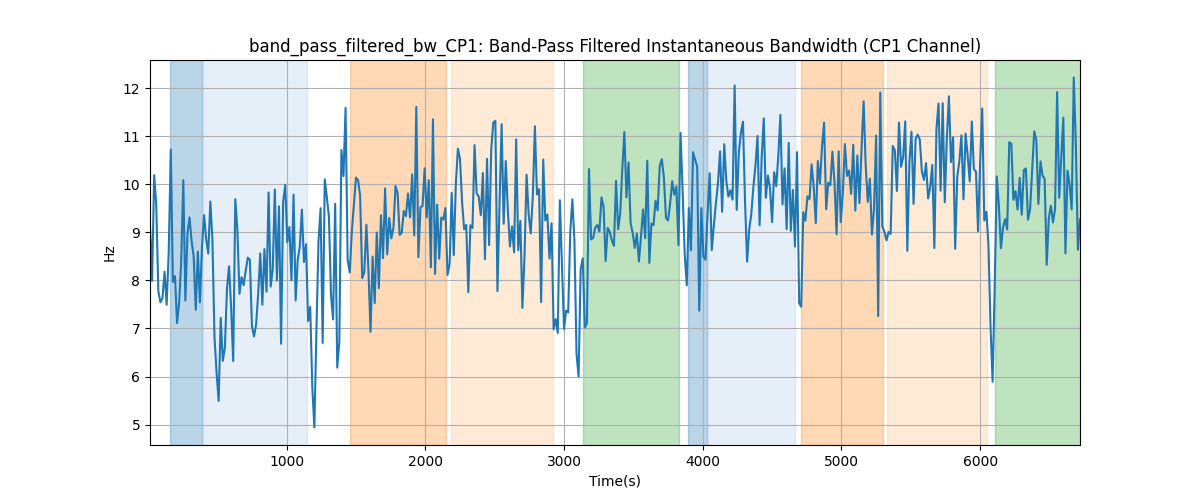 band_pass_filtered_bw_CP1: Band-Pass Filtered Instantaneous Bandwidth (CP1 Channel)
12
11
10
9
8
7
6
5
Hz
1000 2000 3000 4000 5000 6000
Time(s)